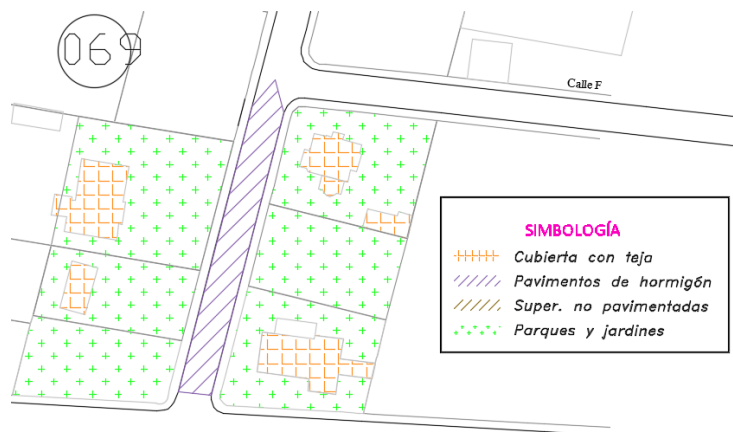 069
Calle F
SIMBOLOGÍA
Cubierta con teja
Pavimentos de hormigón
Super. no pavimentadas
Parques y jardines